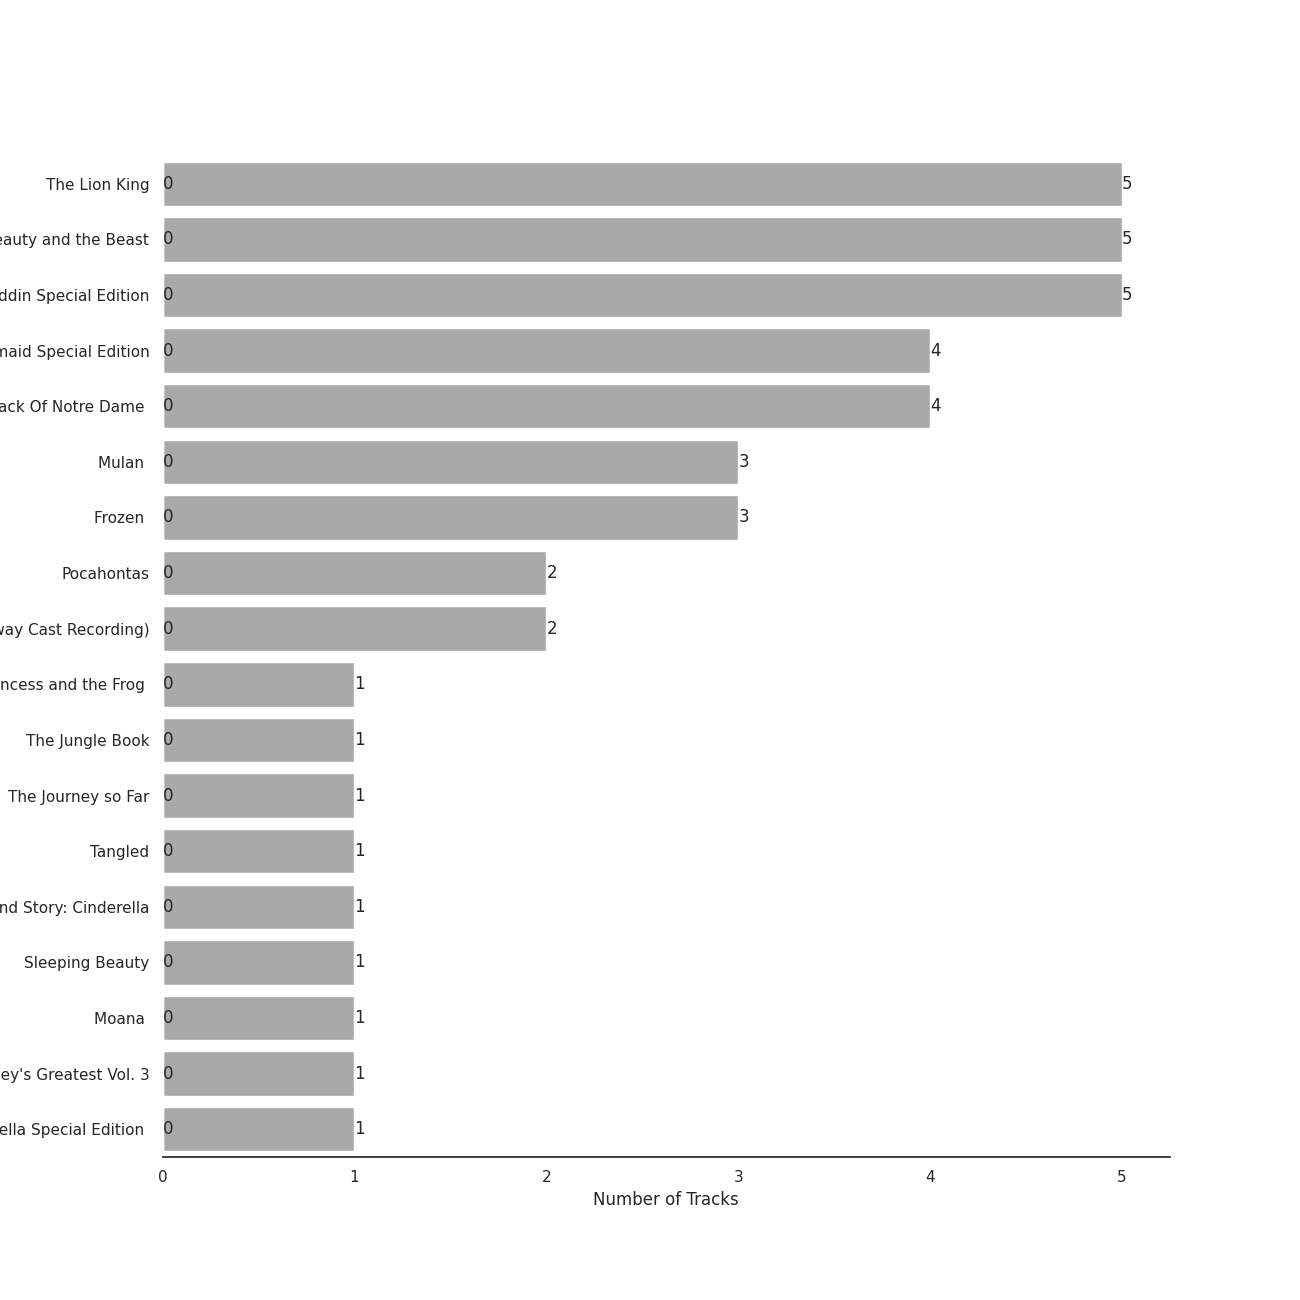 The Lion King 0 5
eauty and the Beast 0 5
ddin Special Edition 0 5
maid Special Edition 0 4
ack Of Notre Dame 0 4
Mulan 0 3
Frozen 0 3
Pocahontas 0 2
way Cast Recording) 0 2
ncess and the Frog 0 1
The Jungle Book 0 1
The Journey so Far 0 1
Tangled 0 1
nd Story: Cinderella 0 1
Sleeping Beauty 0 1
Moana 0 1
ey's Greatest Vol. 3 0 1
ella Special Edition 0 1
0 1 2 3 4 5
Number of Tracks